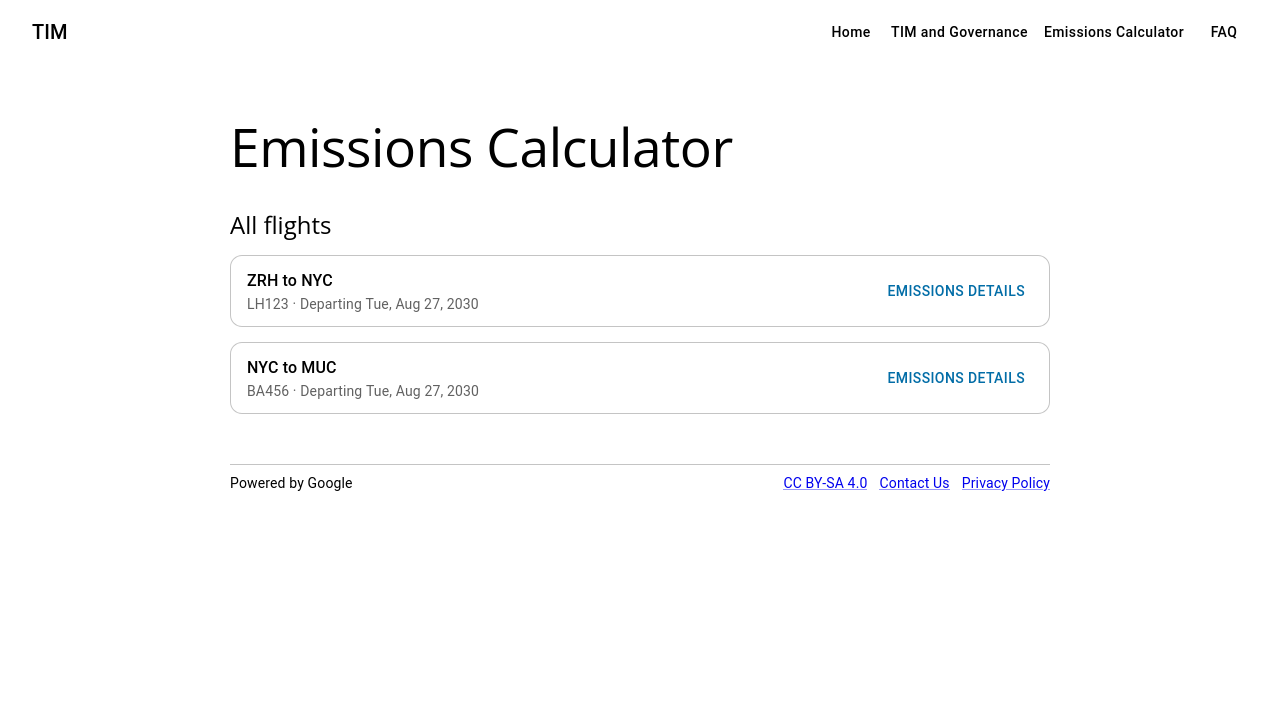 TIM
Home TIM and Governance Emissions Calculator FAQ
Emissions Calculator
All flights
ZRH to NYC
LH123 · Departing Tue, Aug 27, 2030
EMISSIONS DETAILS
NYC to MUC
BA456 · Departing Tue, Aug 27, 2030
EMISSIONS DETAILS
Powered by Google
CC BY-SA 4.0 Contact Us Privacy Policy